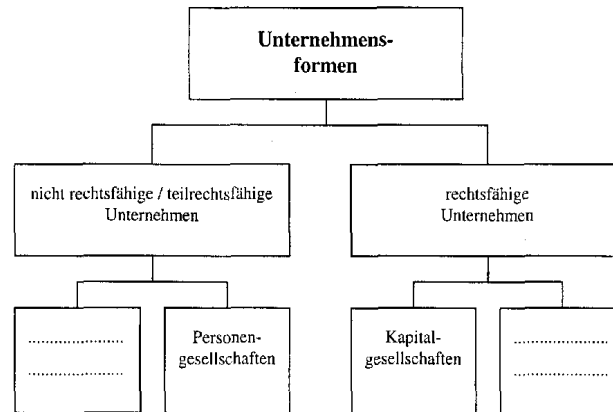 Unternehmens-
formen
nicht rechtsfähige / teilrechtsfähige
Unternehmen
rechtsfähige
Unternehmen
............................
............................
Personen-
gesellschaften
Kapital-
gesellschaften
............................
............................